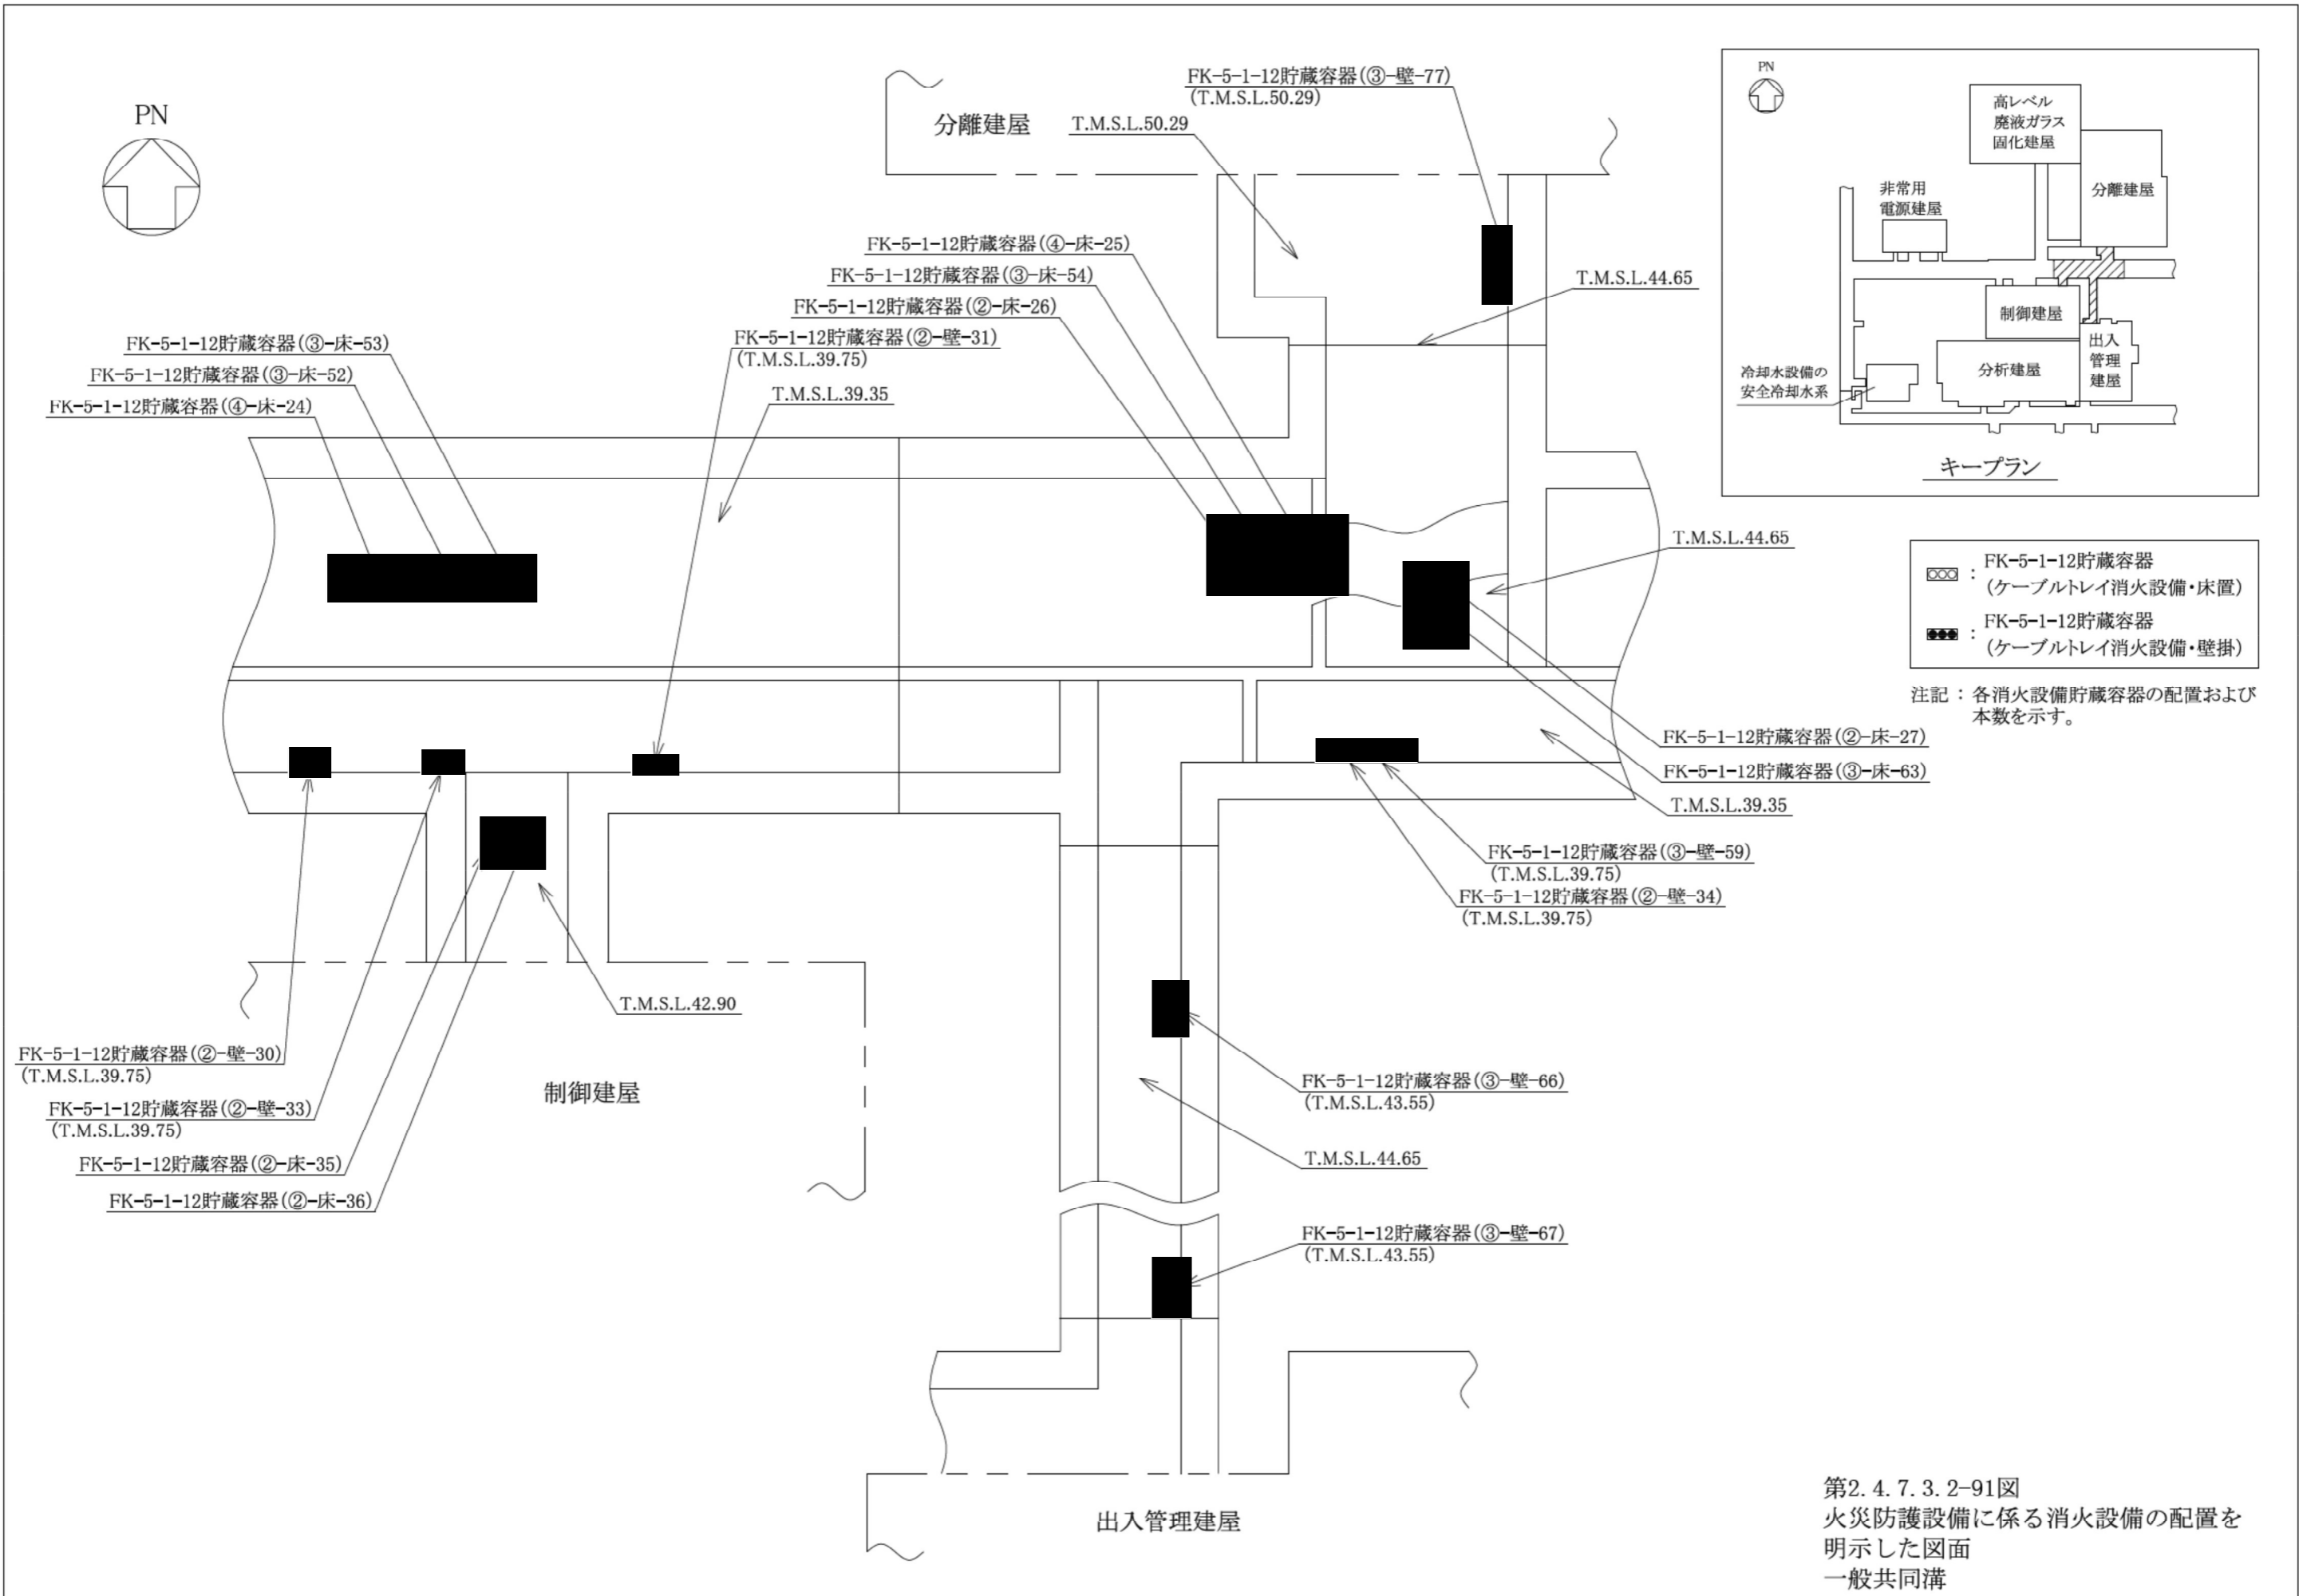 PN
分離建屋
FK-5-1-12貯蔵容器(③-壁-77)
(T.M.S.L.50.29)
T.M.S.L.50.29
FK-5-1-12貯蔵容器(④-床-25)
FK-5-1-12貯蔵容器(③-床-54)
FK-5-1-12貯蔵容器(②-床-26)
FK-5-1-12貯蔵容器(②-壁-31)
(T.M.S.L.39.75)
T.M.S.L.39.35
FK-5-1-12貯蔵容器(③-床-53)
FK-5-1-12貯蔵容器(③-床-52)
FK-5-1-12貯蔵容器(④-床-24)
T.M.S.L.44.65
T.M.S.L.44.65
FK-5-1-12貯蔵容器(②-床-27)
FK-5-1-12貯蔵容器(③-床-63)
T.M.S.L.39.35
FK-5-1-12貯蔵容器(③-壁-59)
(T.M.S.L.39.75)
FK-5-1-12貯蔵容器(②-壁-34)
(T.M.S.L.39.75)
T.M.S.L.42.90
FK-5-1-12貯蔵容器(②-壁-30)
(T.M.S.L.39.75)
FK-5-1-12貯蔵容器(②-壁-33)
(T.M.S.L.39.75)
FK-5-1-12貯蔵容器(②-床-35)
FK-5-1-12貯蔵容器(②-床-36)
制御建屋
FK-5-1-12貯蔵容器(③-壁-66)
(T.M.S.L.43.55)
T.M.S.L.44.65
FK-5-1-12貯蔵容器(③-壁-67)
(T.M.S.L.43.55)
出入管理建屋
PN
高レベル
廃液ガラス
固化建屋
分離建屋
非常用
電源建屋
制御建屋
出入
管理
建屋
分析建屋
冷却水設備の
安全冷却水系
キープラン
: FK-5-1-12貯蔵容器
(ケーブルトレイ消火設備・床置)
: FK-5-1-12貯蔵容器
(ケーブルトレイ消火設備・壁掛)
注記 : 各消火設備貯蔵容器の配置および
本数を示す。
第2.4.7.3.2-91図
火災防護設備に係る消火設備の配置を
明示した図面
一般共同溝